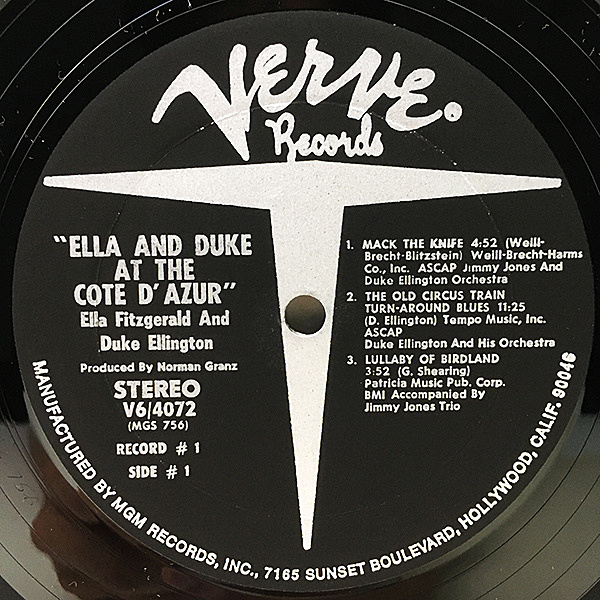 Verve.
Records
"ELLA AND DUKE
AT THE
COTE D'AZUR"
Ella Fitzgerald And
Duke Ellington
Produced By Norman Granz
STEREO
V6/4072
(MGS 756)
RECORD # 1
SIDE # 1
1. MACK THE KNIFE 4:52 (Weill-
Brecht-Blitzstein) Weill-Brecht-Harms
Co., Inc. ASCAP Jimmy Jones And
Duke Ellington Orchestra
2. THE OLD CIRCUS TRAIN
TURN-AROUND BLUES 11:25
(D. Ellington) Tempo Music, Inc.
ASCAP
Duke Ellington And His Orchestra
3. LULLABY OF BIRDLAND
3:52 (G. Shearing)
Patricia Music Pub. Corp.
BMI Accompanied By
Jimmy Jones Trio
MANUFACTURED BY MGM RECORDS, INC., 7165 SUNSET BOULEVARD, HOLLYWOOD, CALIF. 90046